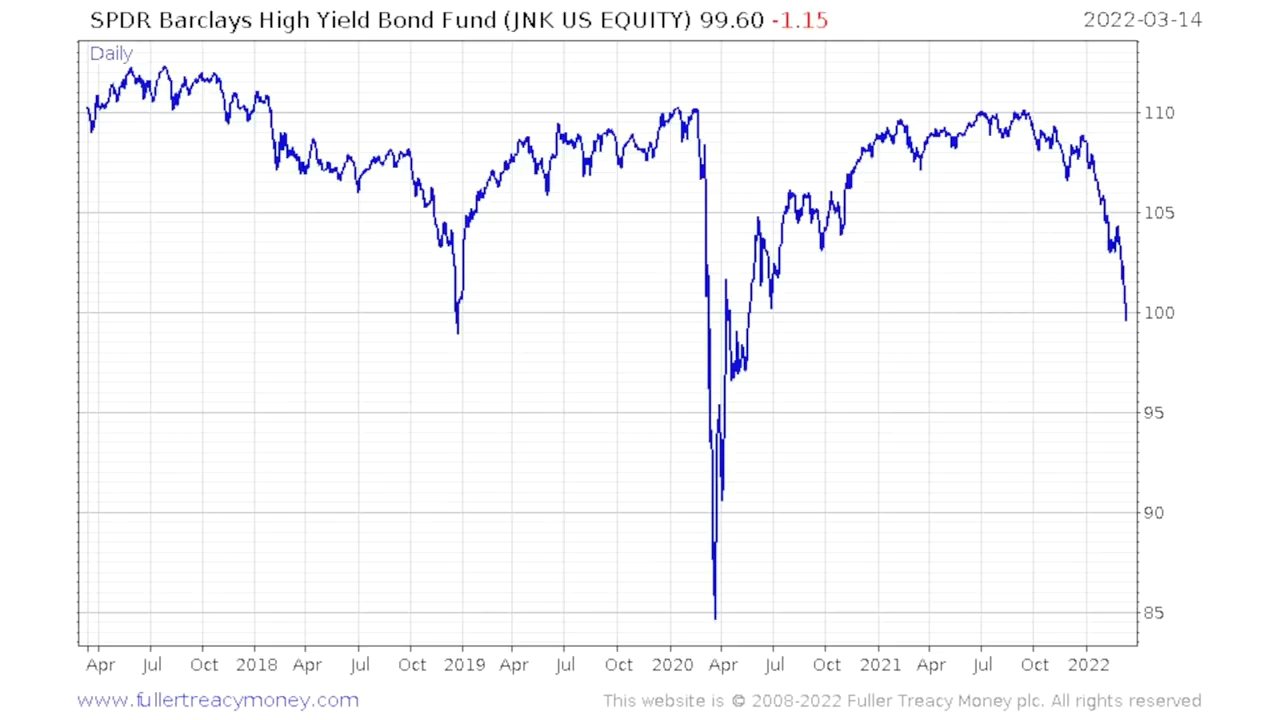 SPDR Barclays High Yield Bond Fund (JNK US EQUITY) 99.60 -1.15 2022-03-14
Daily
110
105
100
95
90
85
Apr Jul Oct 2018 Apr Jul Oct 2019 Apr Jul Oct 2020 Apr Jul Oct 2021 Apr Jul Oct 2022
www.fullertreacymoney.com This website is © 2008-2022 Fuller Treacy Money plc. All rights reserved